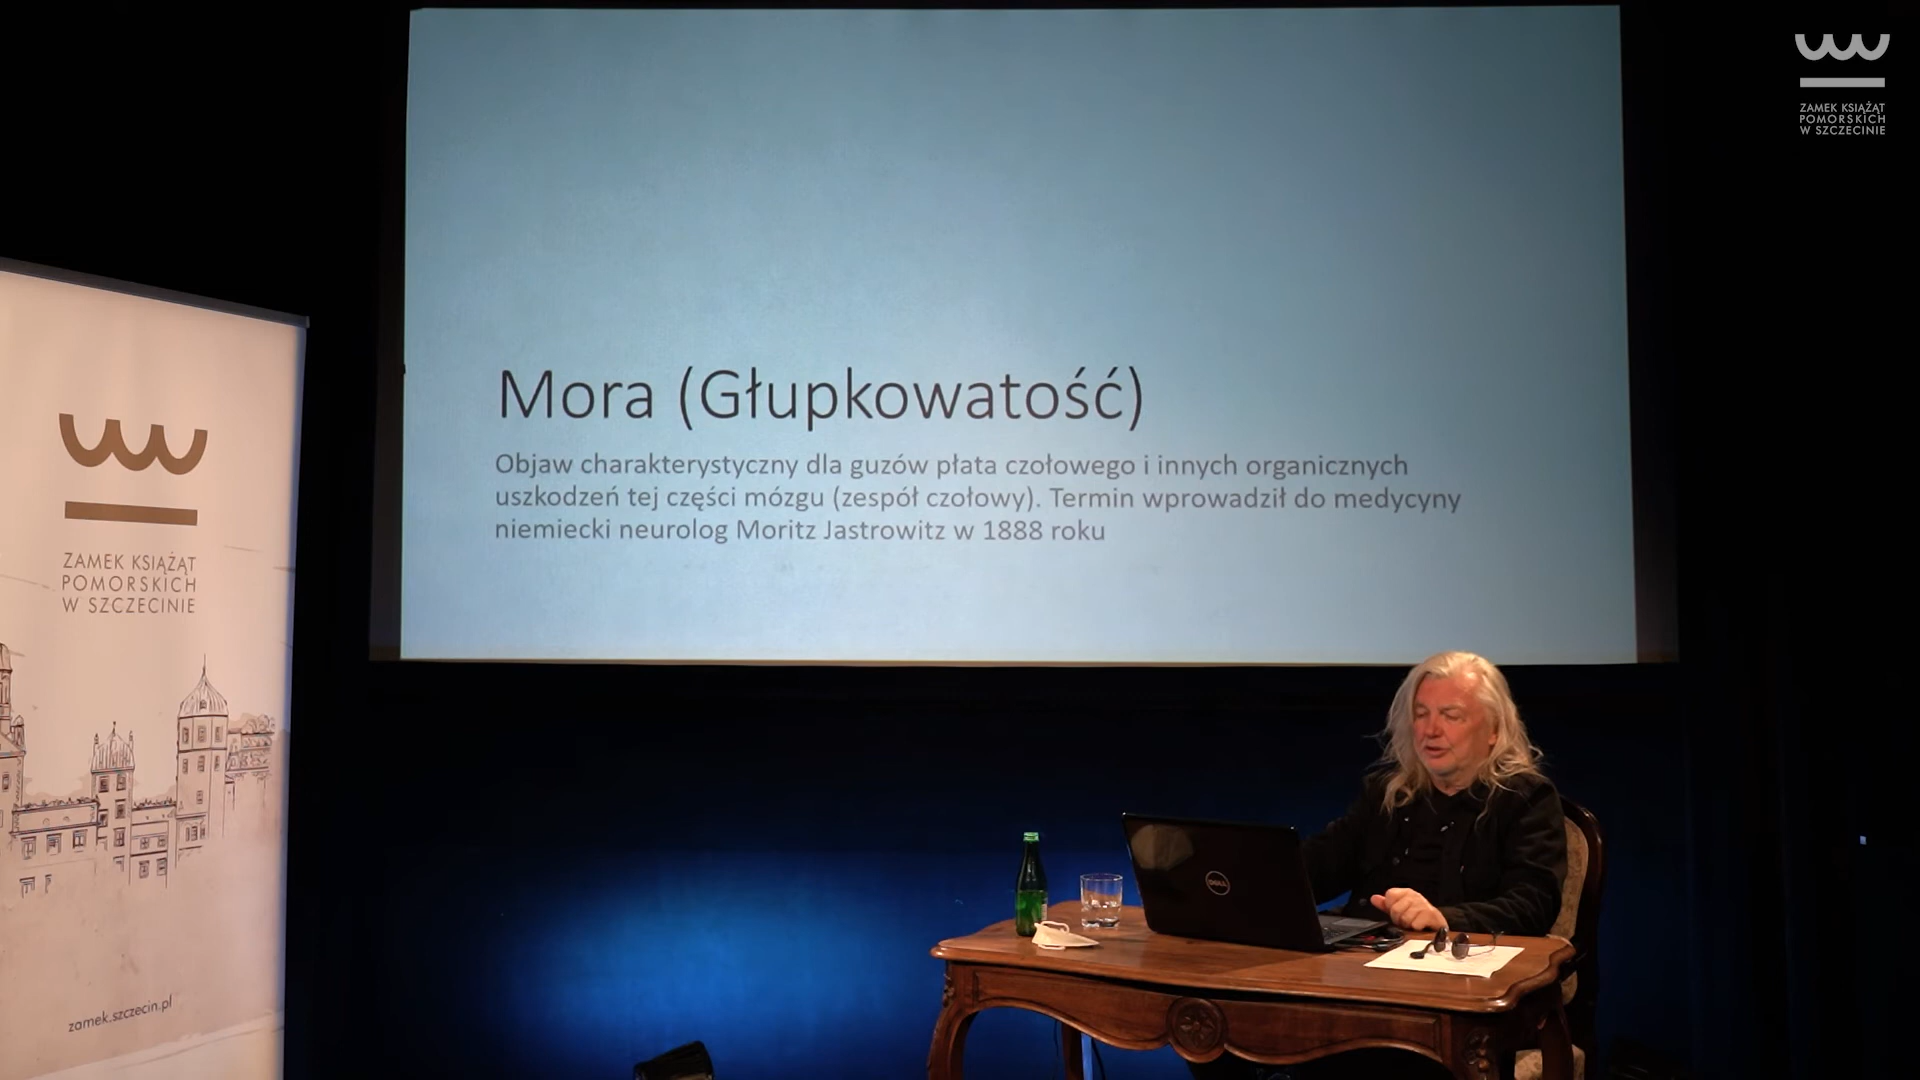 ZAMEK KSIĄŻĄT
POMORSKICH
W SZCZECINIE
Mora (Głupkowatość)
Objaw charakterystyczny dla guzów płata czołowego i innych organicznych
uszkodzeń tej części mózgu (zespół czołowy). Termin wprowadził do medycyny
niemiecki neurolog Moritz Jastrowitz w 1888 roku
ZAMEK KSIĄŻĄT
POMORSKICH
W SZCZECINIE
zamek.szczecin.pl
DELL